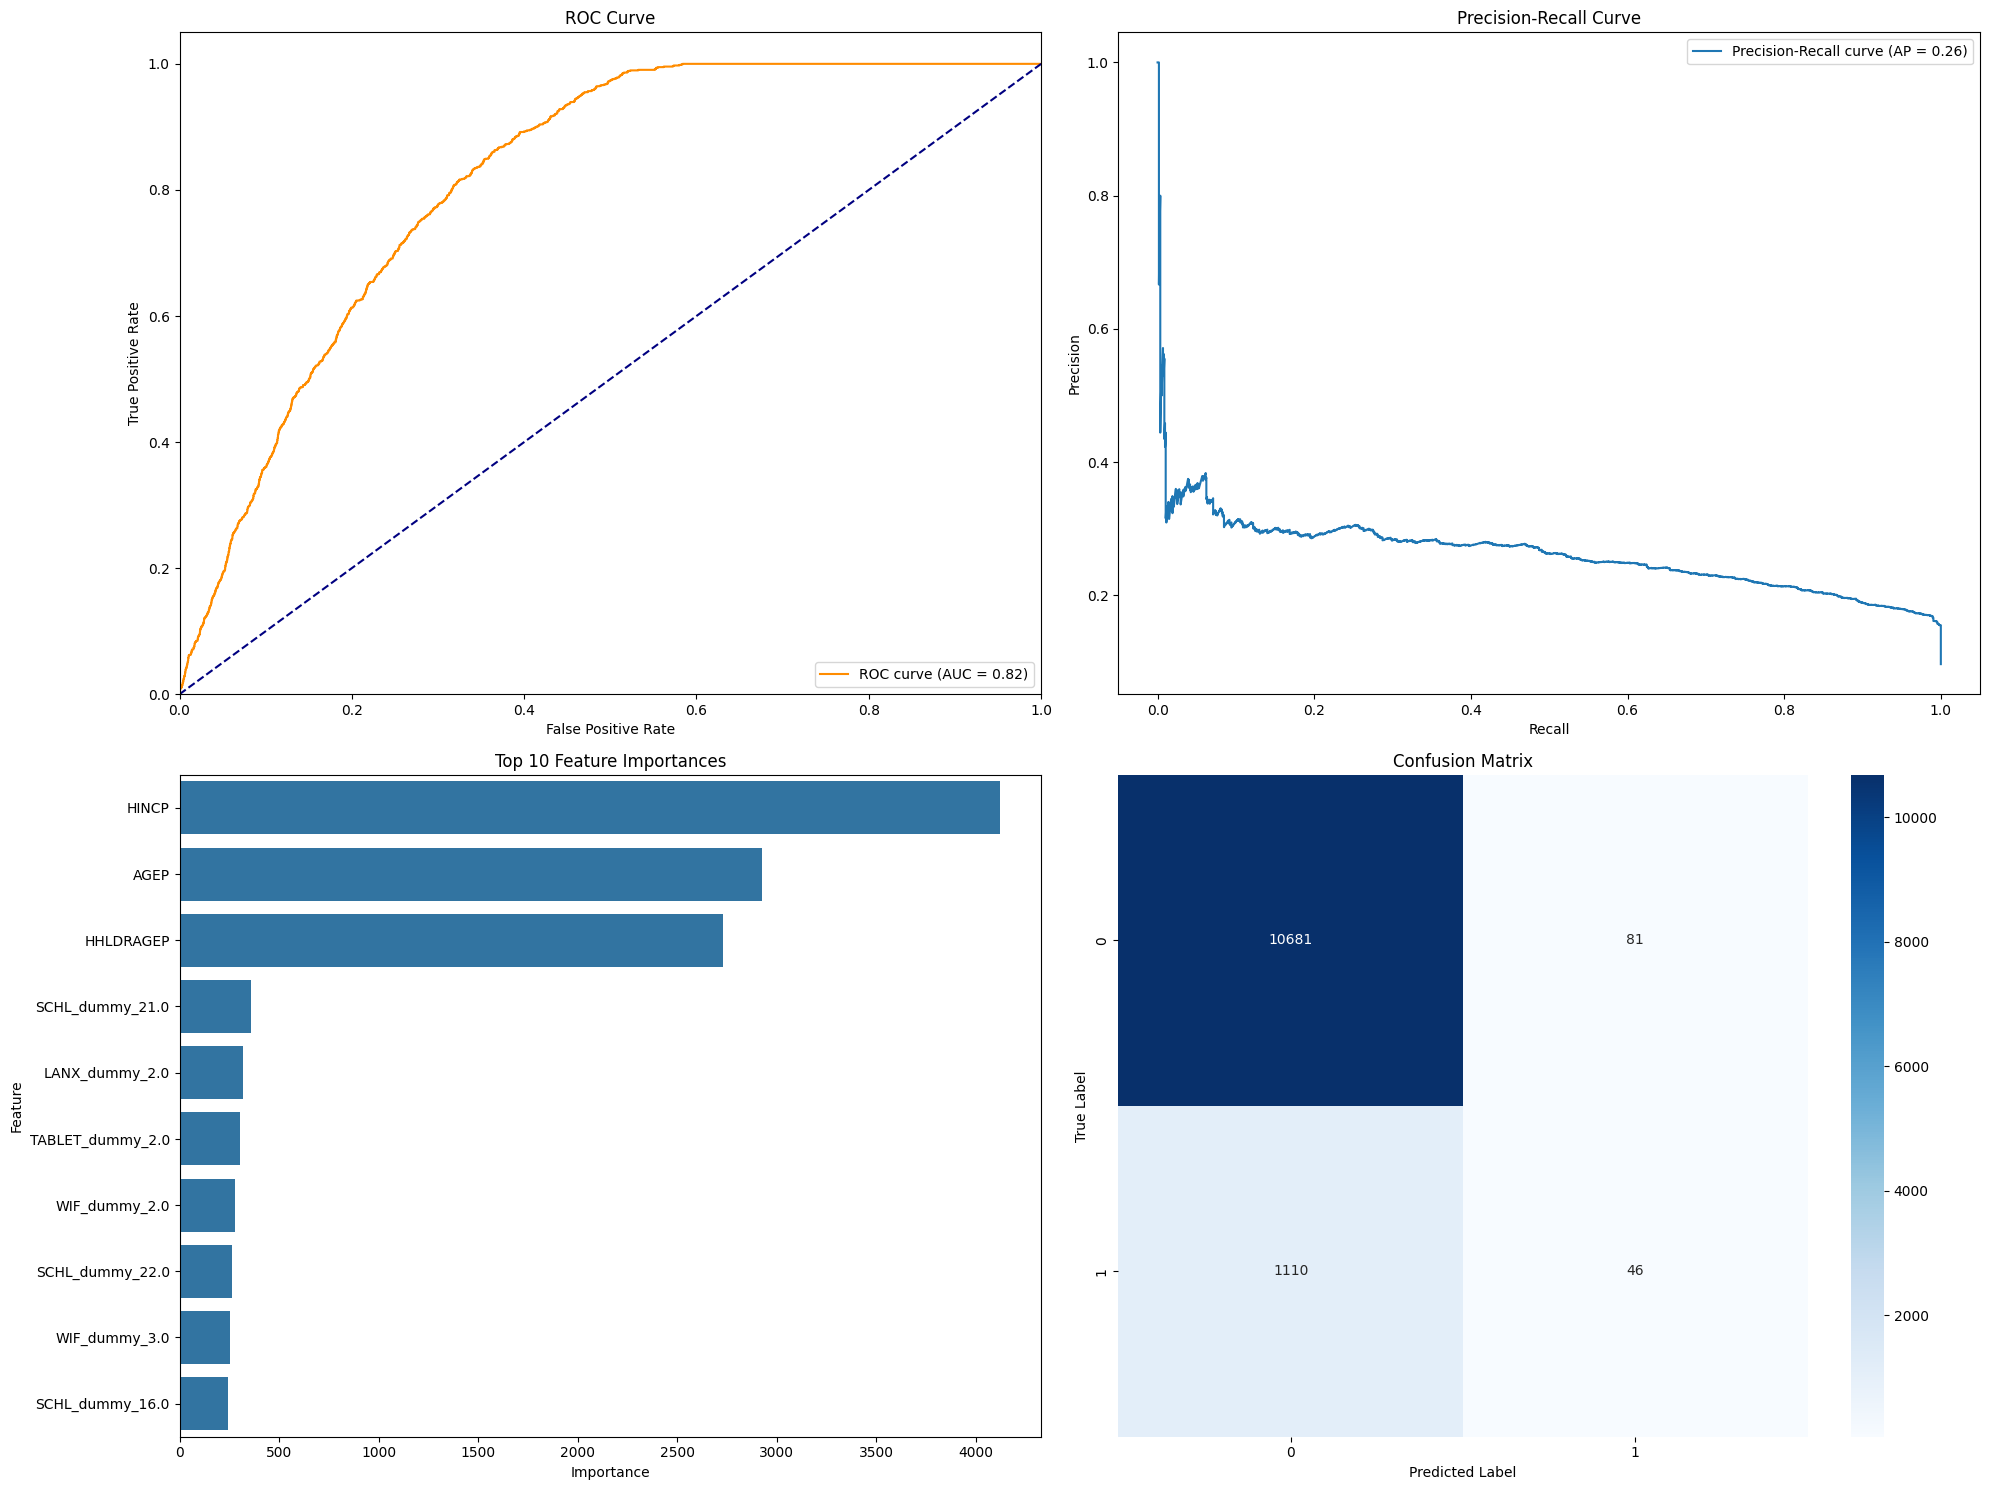 ROC Curve
1.0
0.8
0.6
0.4
0.2
0.0
True Positive Rate
0.0 0.2 0.4 0.6 0.8 1.0
False Positive Rate
ROC curve (AUC = 0.82)
Precision-Recall Curve
Precision-Recall curve (AP = 0.26)
1.0
0.8
0.6
0.4
0.2
Precision
0.0 0.2 0.4 0.6 0.8 1.0
Recall
Top 10 Feature Importances
HINCP
AGEP
HHLDRAGEP
SCHL_dummy_21.0
LANX_dummy_2.0
TABLET_dummy_2.0
WIF_dummy_2.0
SCHL_dummy_22.0
WIF_dummy_3.0
SCHL_dummy_16.0
Feature
0 500 1000 1500 2000 2500 3000 3500 4000
Importance
Confusion Matrix
0
1
True Label
10681 81
1110 46
0 1
Predicted Label
10000
8000
6000
4000
2000